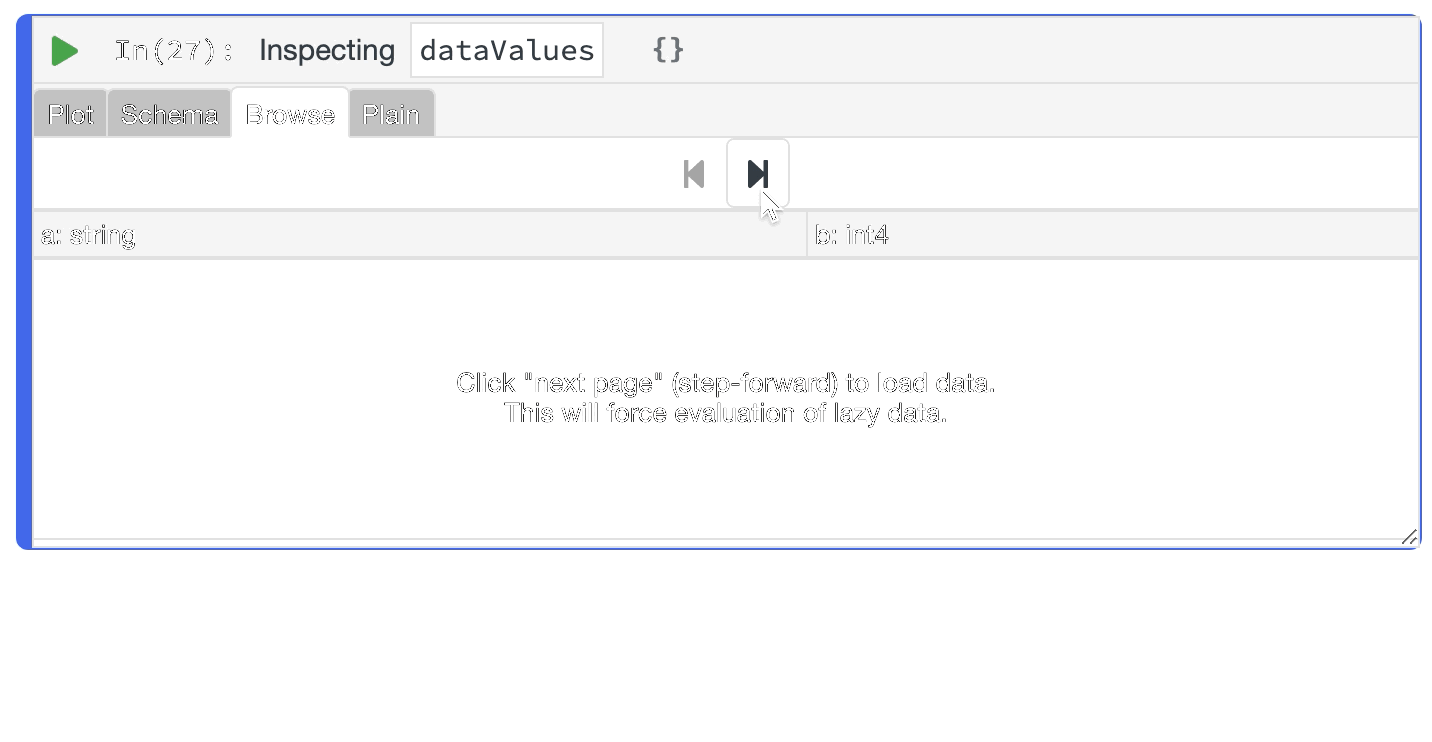 In(27): Inspecting dataValues {}
Plot Schema Browse Plain
a: string b: int4
Click "next page" (step-forward) to load data.
This will force evaluation of lazy data.